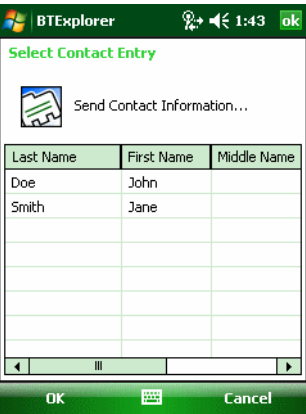 BTExplorer 1:43 ok
Select Contact Entry
Send Contact Information...
Last Name First Name Middle Name
Doe John
Smith Jane
OK Cancel